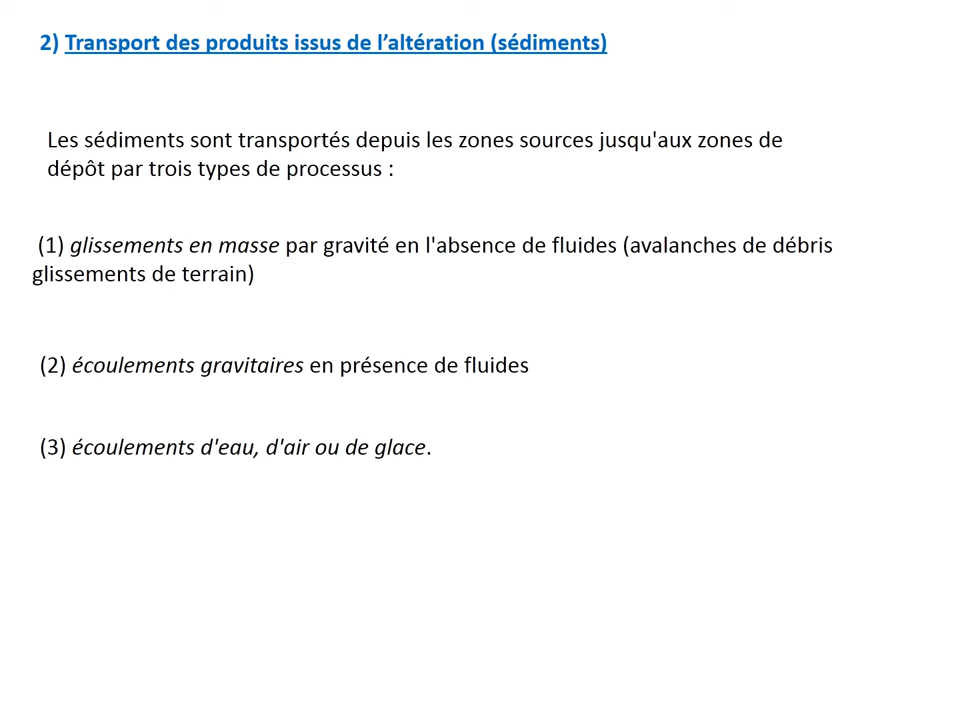 2) Transport des produits issus de l’altération (sédiments)
Les sédiments sont transportés depuis les zones sources jusqu'aux zones de
dépôt par trois types de processus :
(1) glissements en masse par gravité en l'absence de fluides (avalanches de débris
glissements de terrain)
(2) écoulements gravitaires en présence de fluides
(3) écoulements d'eau, d'air ou de glace.